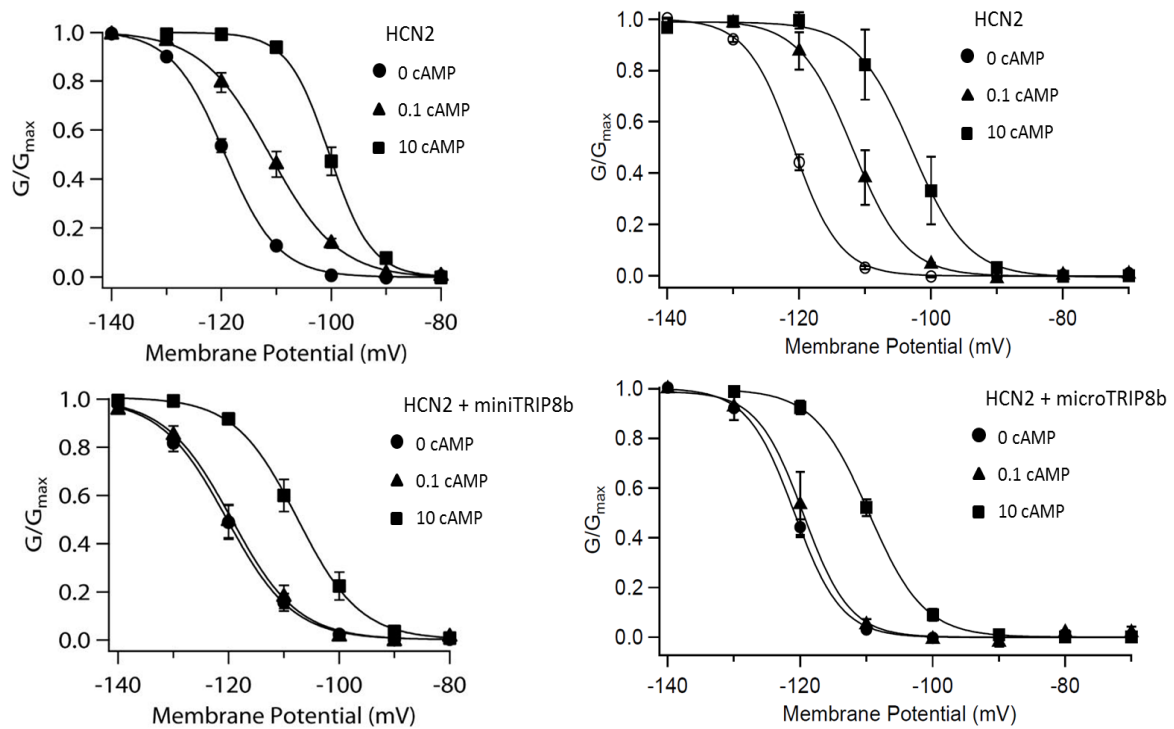 HCN2
0 cAMP
0.1 cAMP
10 cAMP
G/Gmax
1.0
0.8
0.6
0.4
0.2
0.0
-140
-120
-100
-80
Membrane Potential (mV)
HCN2
0 cAMP
0.1 cAMP
10 cAMP
G/Gmax
1.0
0.8
0.6
0.4
0.2
0.0
-140
-120
-100
-80
Membrane Potential (mV)
HCN2 + miniTRIP8b
0 cAMP
0.1 cAMP
10 cAMP
G/Gmax
1.0
0.8
0.6
0.4
0.2
0.0
-140
-120
-100
-80
Membrane Potential (mV)
HCN2 + microTRIP8b
0 cAMP
0.1 cAMP
10 cAMP
G/Gmax
1.0
0.8
0.6
0.4
0.2
0.0
-140
-120
-100
-80
Membrane Potential (mV)